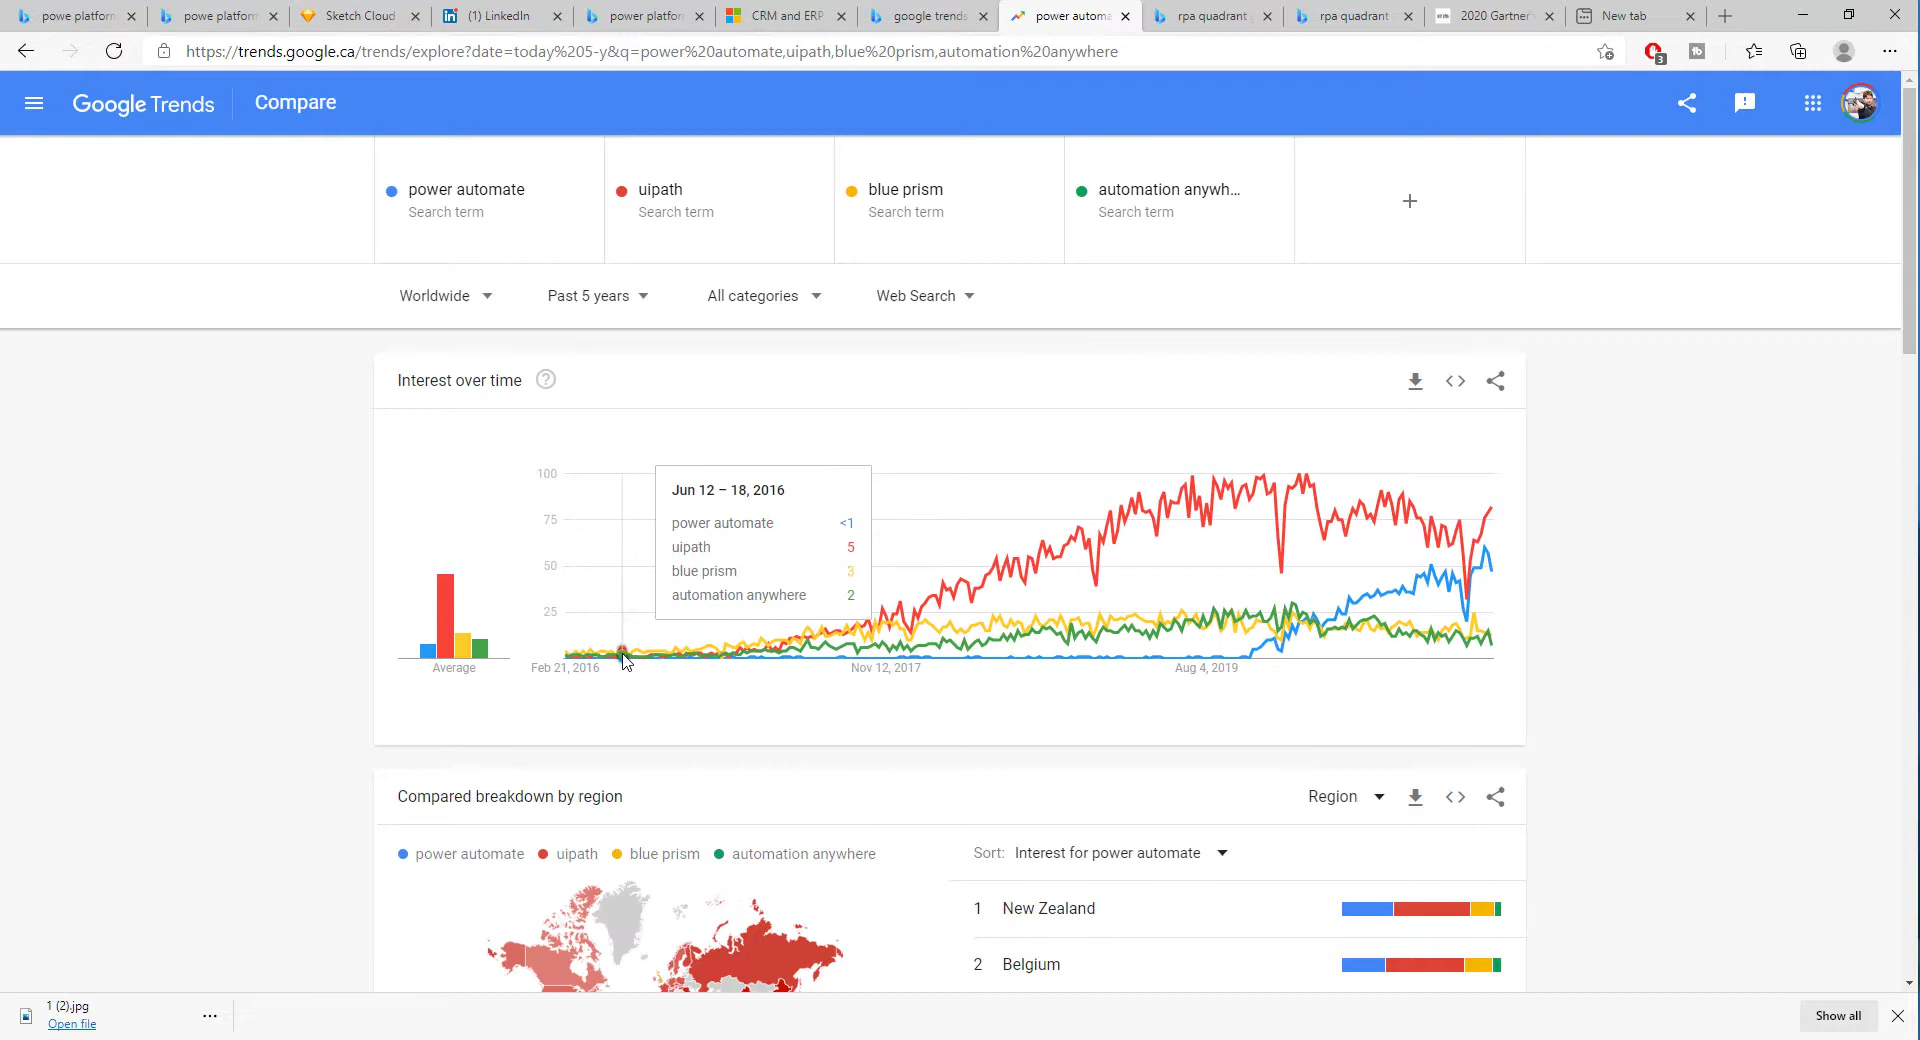 powe platform
powe platform
Sketch Cloud
(1) LinkedIn
power platform
CRM and ERP
google trends
power automa
rpa quadrant
rpa quadrant
2020 Gartner
New tab
https://trends.google.ca/trends/explore?date=today%205-y&q=power%20automate,uipath,blue%20prism,automation%20anywhere
3
Google Trends
Compare
power automate
Search term
uipath
Search term
blue prism
Search term
automation anywh...
Search term
Worldwide
Past 5 years
All categories
Web Search
Interest over time
100
75
50
25
Jun 12 – 18, 2016
power automate <1
uipath 5
blue prism 3
automation anywhere 2
Average
Feb 21, 2016
Nov 12, 2017
Aug 4, 2019
Compared breakdown by region
Region
power automate
uipath
blue prism
automation anywhere
Sort: Interest for power automate
1 New Zealand
2 Belgium
1 (2).jpg
Open file
Show all